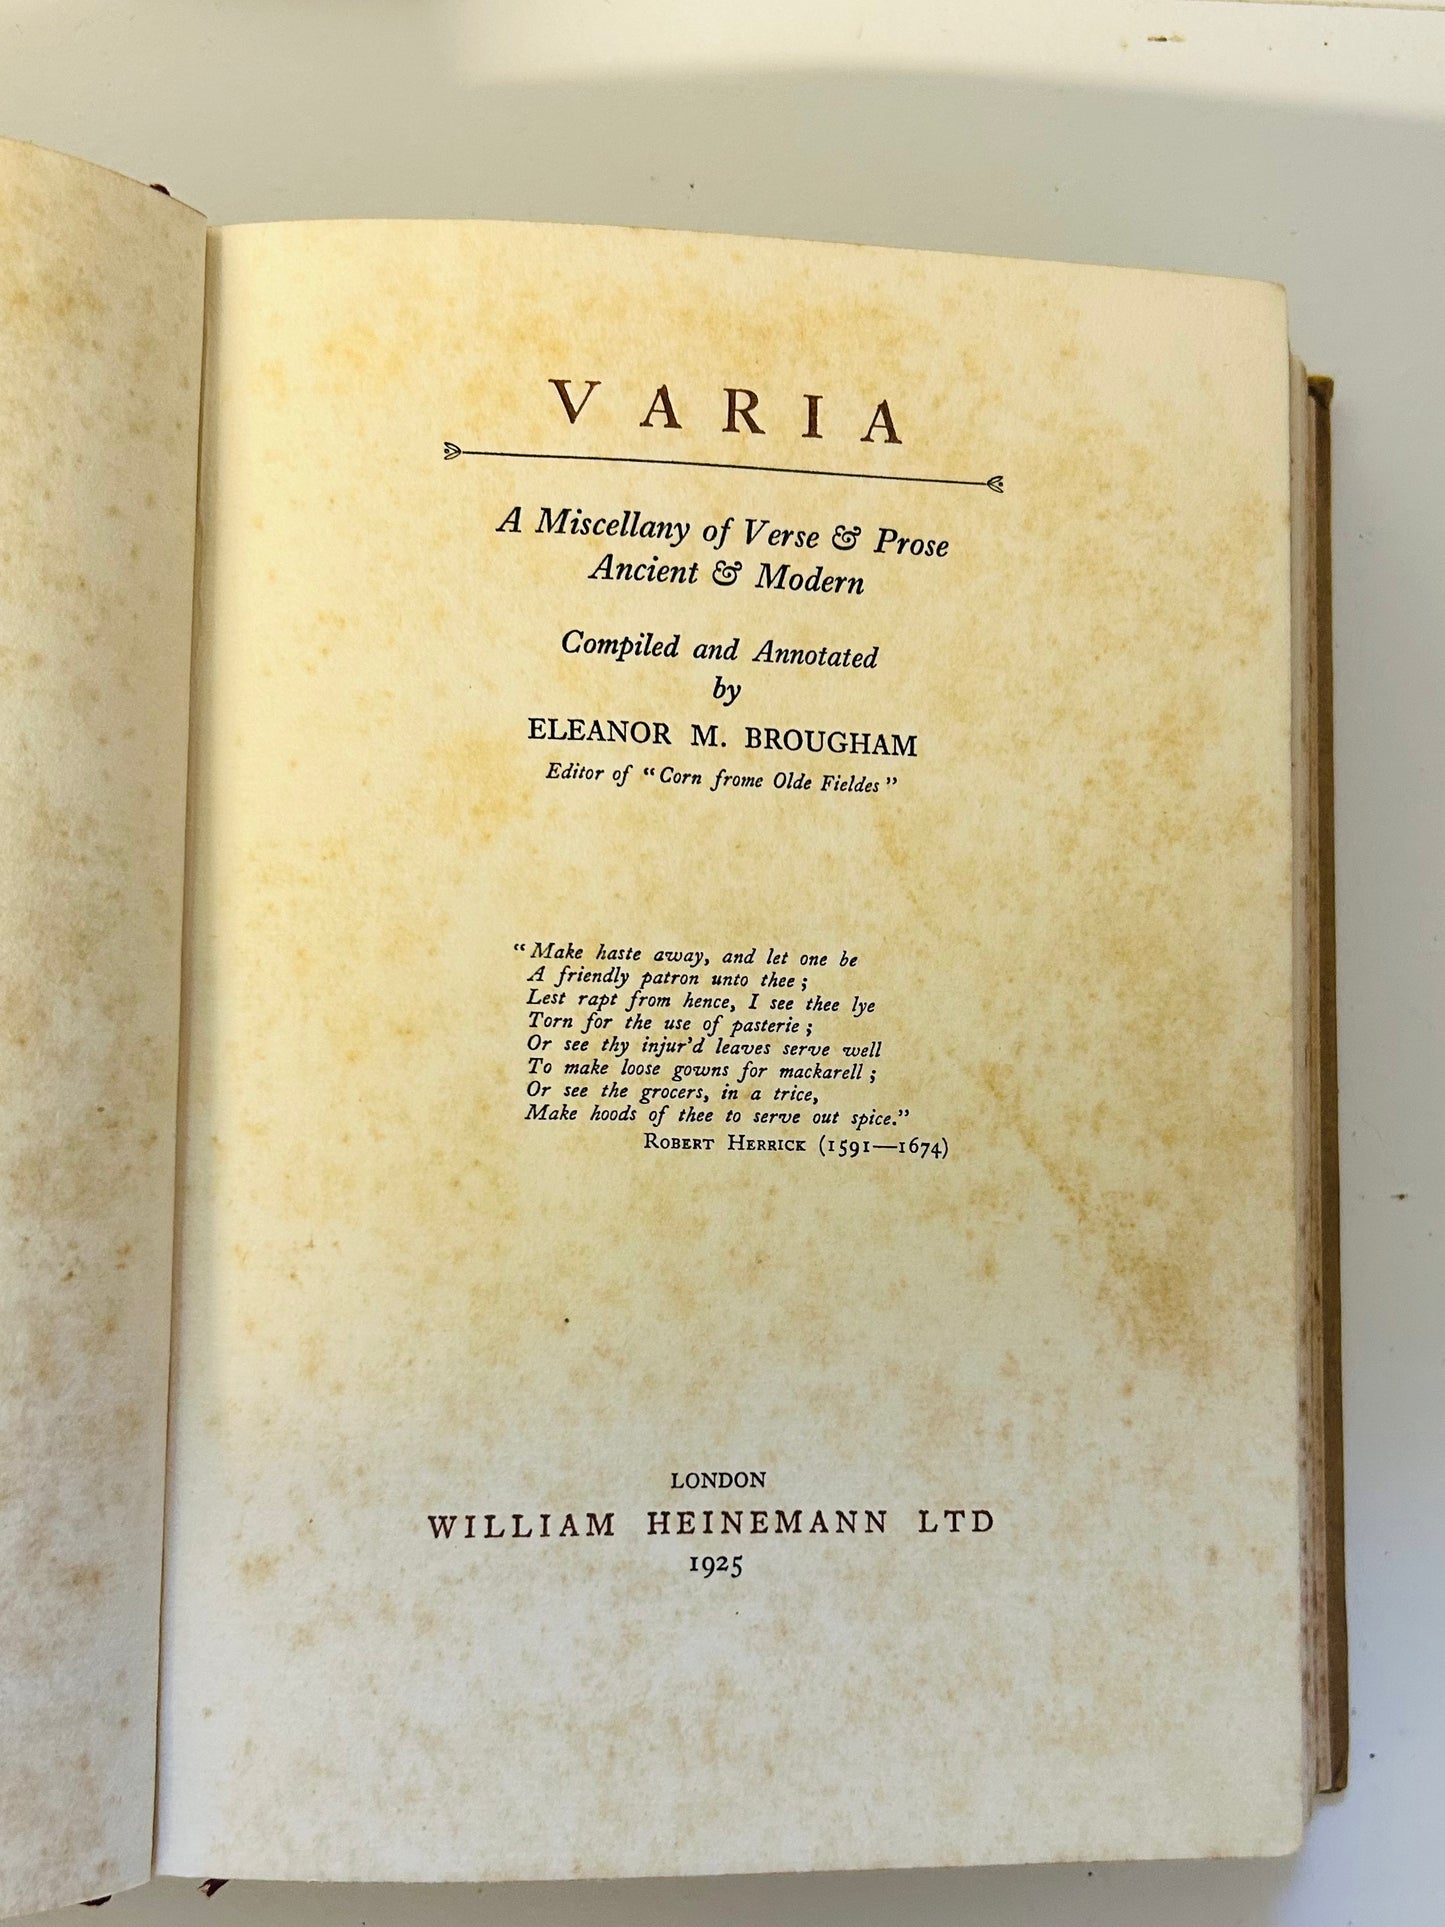 VARIA
A Miscellany of Verse & Prose
Ancient & Modern
Compiled and Annotated
by
ELEANOR M. BROUGHAM
Editor of “Corn frome Olde Fieldes”
“Make haste away, and let one be
A friendly patron unto thee;
Lest rapt from hence, I see thee lye
Torn for the use of pasterie;
Or see thy injur’d leaves serve well
To make loose gowns for mackarell;
Or see the grocers, in a trice,
Make hoods of thee to serve out spice.”
ROBERT HERRICK (1591—1674)
LONDON
WILLIAM HEINEMANN LTD
1925